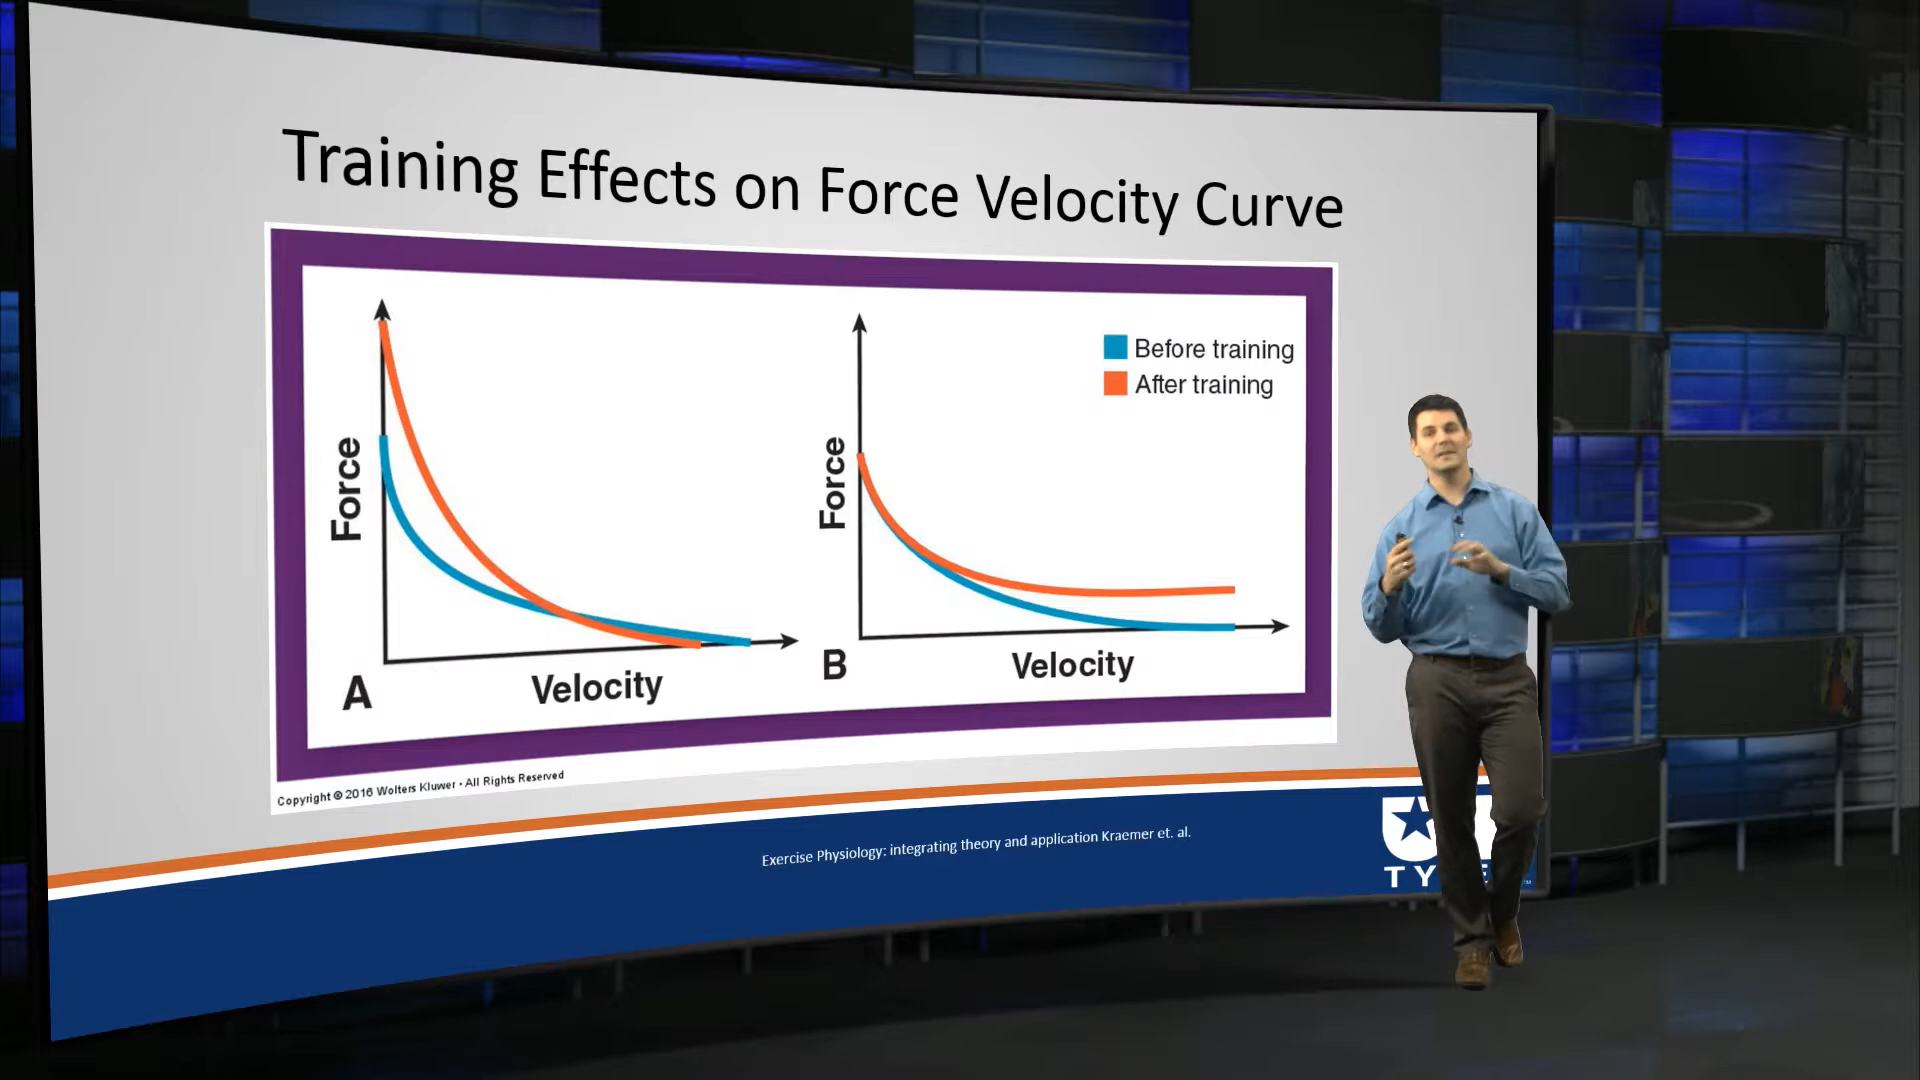 Training Effects on Force Velocity Curve
Force
A
Velocity
Force
B
Velocity
Before training
After training
Copyright © 2016 Wolters Kluwer • All Rights Reserved
Exercise Physiology: integrating theory and application Kraemer et. al.